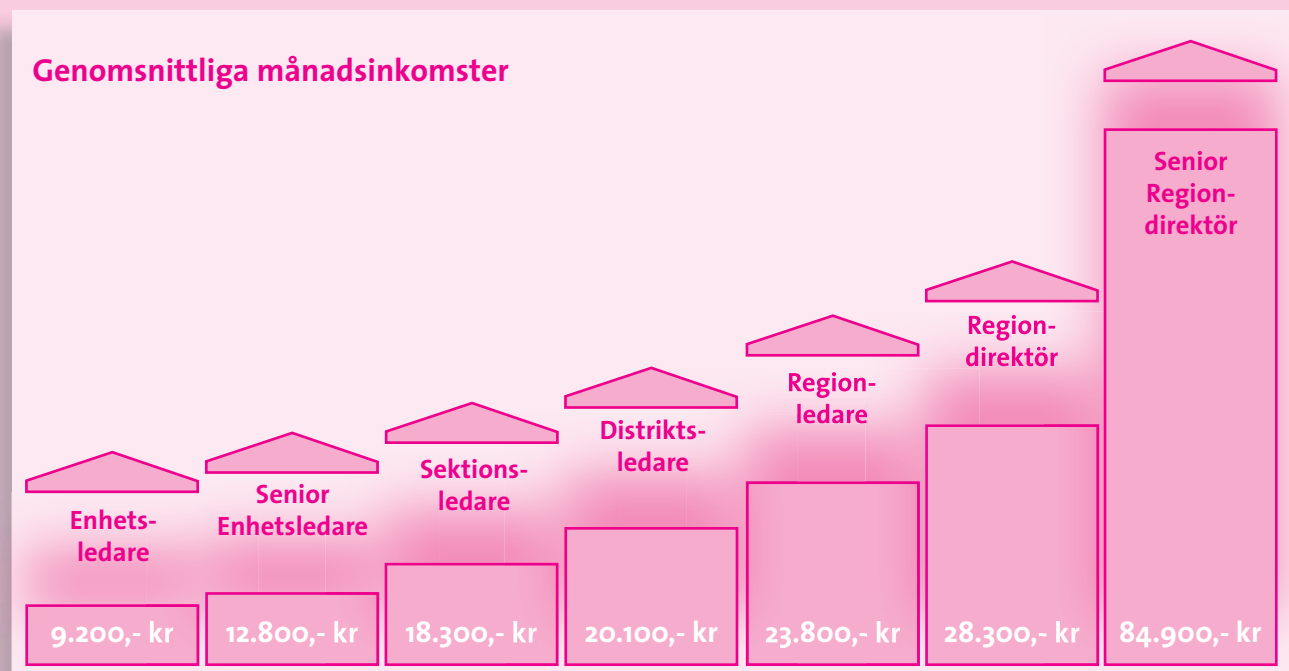 Genomsnittliga månadsinkomster
Enhets-
ledare
9.200,- kr
Senior
Enhetsledare
12.800,- kr
Sektions-
ledare
18.300,- kr
Distrikts-
ledare
20.100,- kr
Region-
ledare
23.800,- kr
Region-
direktör
28.300,- kr
Senior
Region-
direktör
84.900,- kr